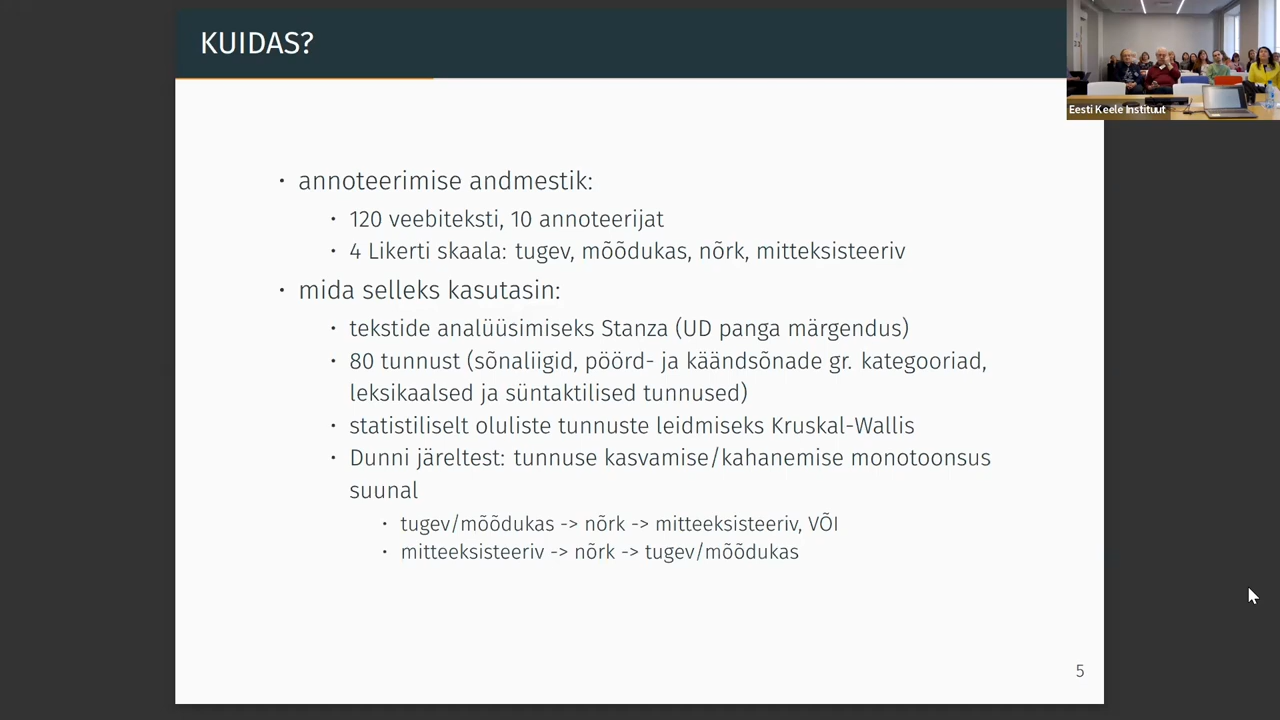 KUIDAS?
Eesti Keele Instituut
• annoteerimise andmestik:
• 120 veebiteksti, 10 annoteerijat
• 4 Likerti skaala: tugev, mõõdukas, nõrk, mitteksisteeriv
• mida selleks kasutasin:
• tekstide analüüsimiseks Stanza (UD panga märgendus)
• 80 tunnust (sõnaliigid, pöörd- ja käändsõnade gr. kategooriad,
leksikaalsed ja süntaktilised tunnused)
• statistiliselt oluliste tunnuste leidmiseks Kruskal-Wallis
• Dunni järeltest: tunnuse kasvamise/kahanemise monotoonsus
suunal
• tugev/mõõdukas -> nõrk -> mitteeksisteeriv, VÕI
• mitteeksisteeriv -> nõrk -> tugev/mõõdukas
5